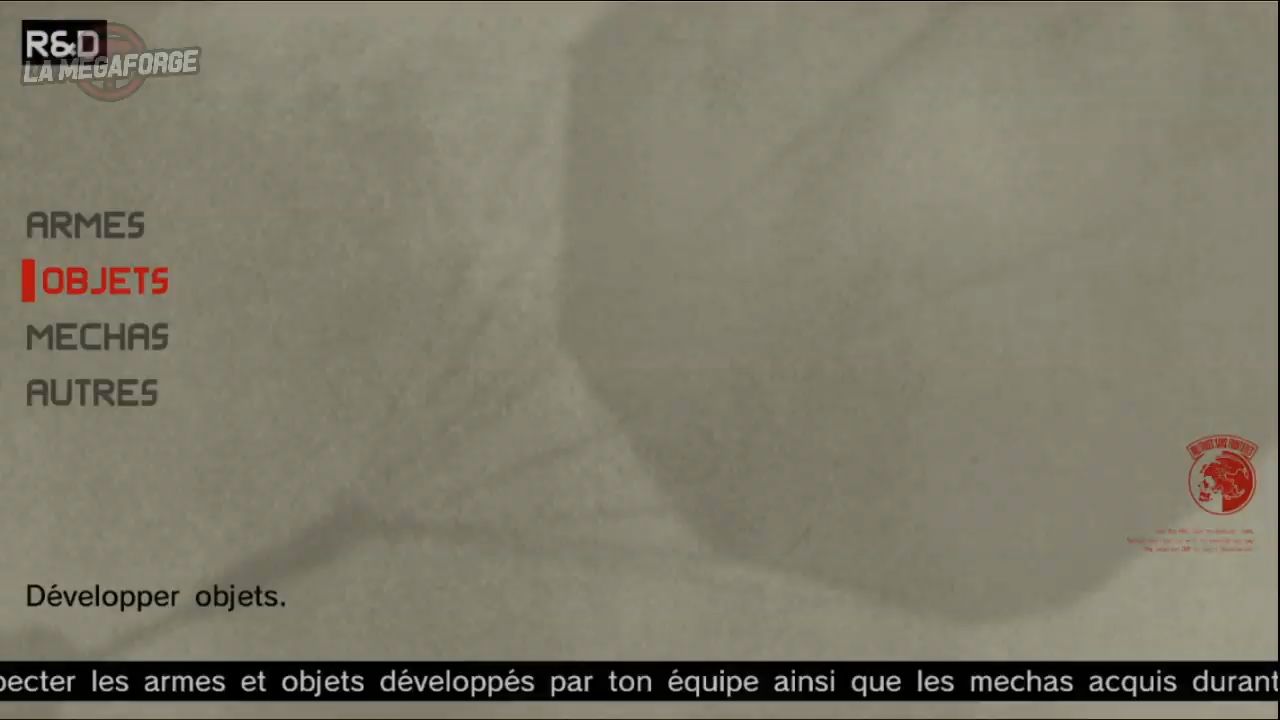 R&D
LA MEGAFORGE
ARMES
OBJETS
MECHAS
AUTRES
Développer objets.
les armes et objets développés par ton équipe ainsi que les mechas acquis durant